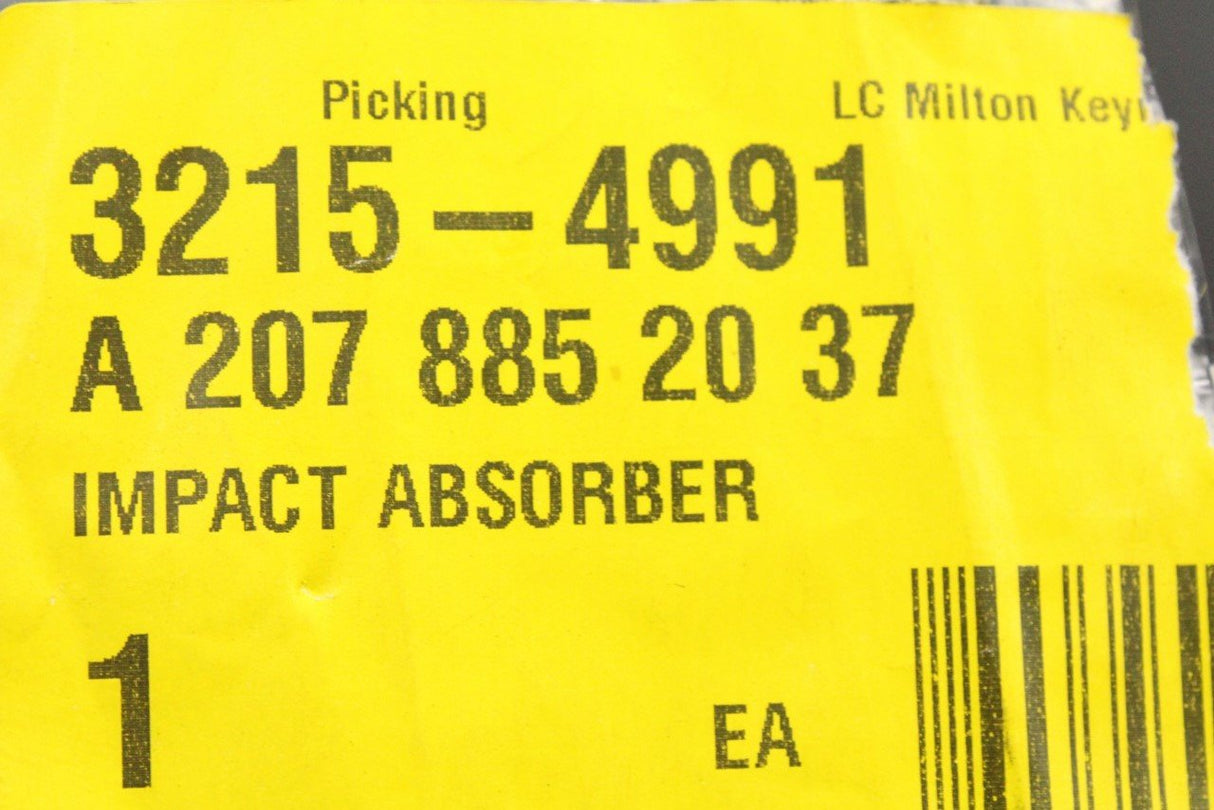 Picking LC Milton
3215-4991
A 207 885 20 37
IMPACT ABSORBER
1 EA